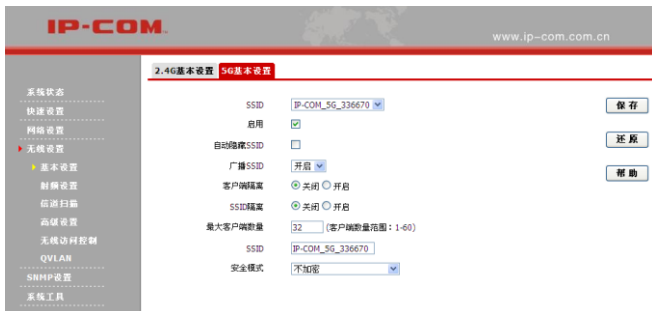 IP-COM
www.ip-com.com.cn
2.4G基本设置 5G基本设置
系统状态
快速设置
网络设置
无线设置
基本设置
射频设置
信道扫描
高级设置
无线访问控制
QVLAN
SNMP设置
系统工具
SSID IP-COM_5G_336670
启用
自动隐藏SSID
广播SSID 开启
客户端隔离 关闭 开启
SSID隔离 关闭 开启
最大客户端数量 32 (客户端数量范围：1-60)
SSID IP-COM_5G_336670
安全模式 不加密
保存
还原
帮助